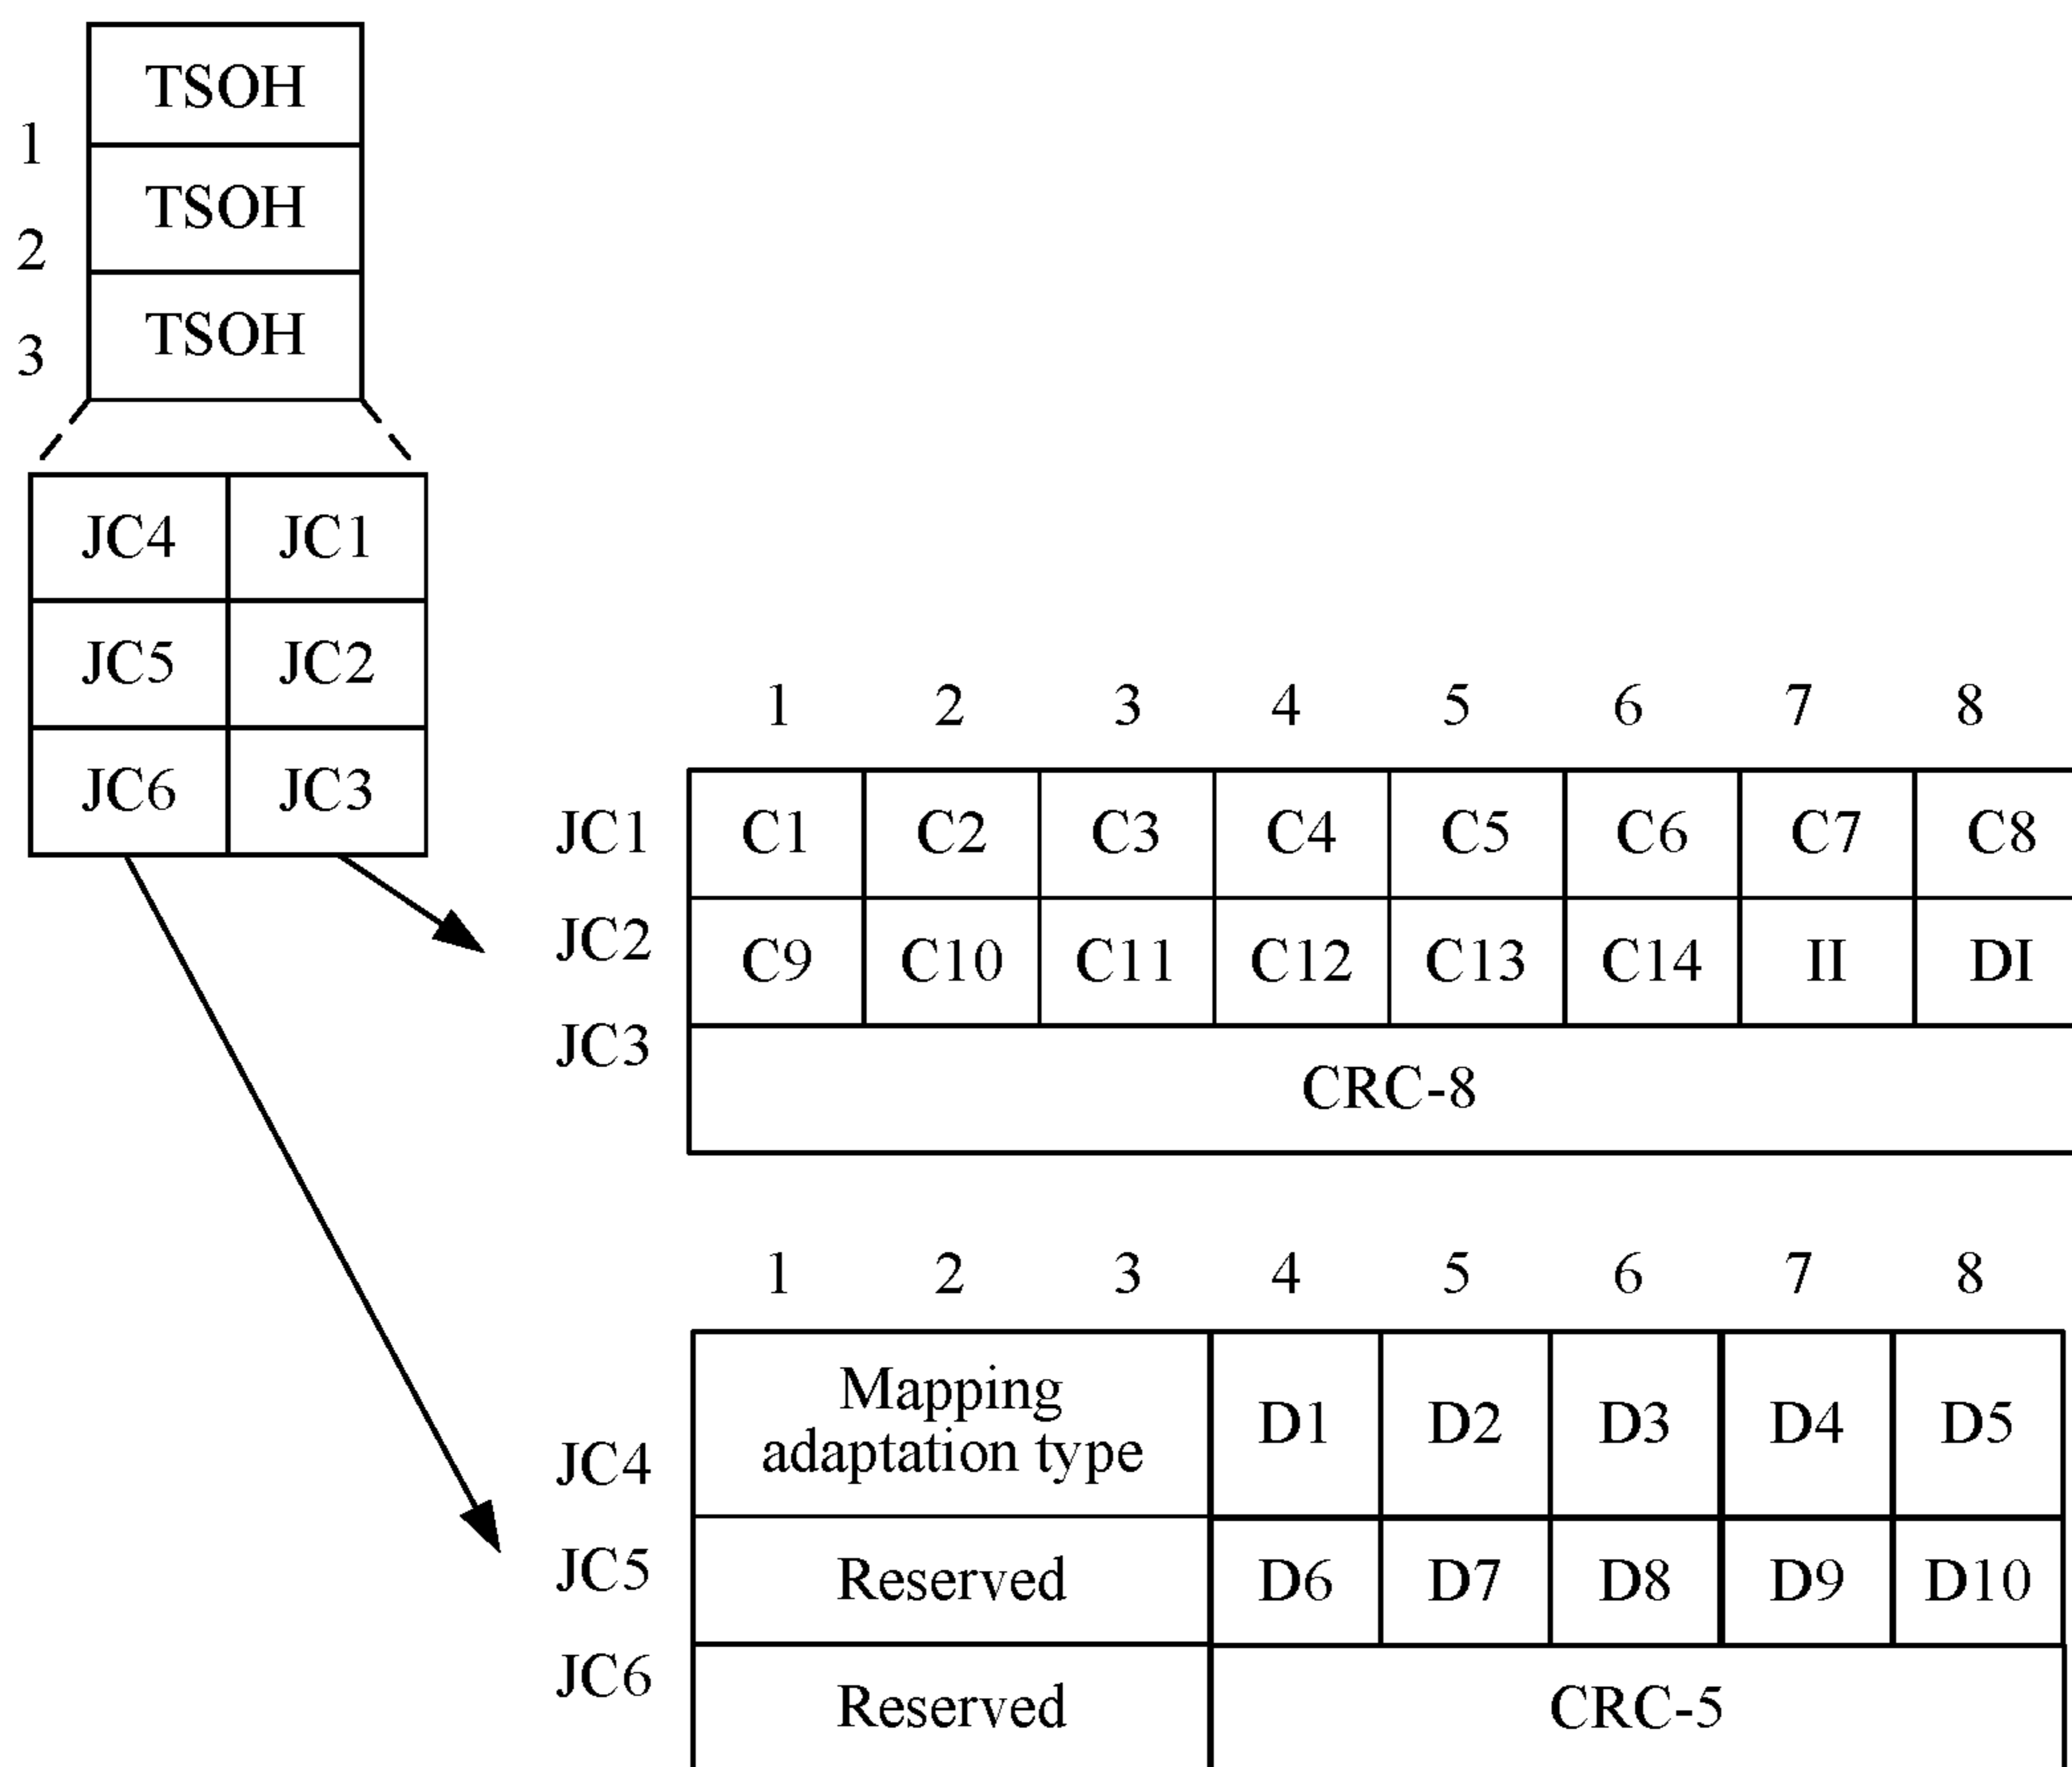 TSOH
1
TSOH
2
TSOH
3
JC4 JC1
JC5 JC2
JC6 JC3
1 2 3 4 5 6 7 8
JC1 C1 C2 C3 C4 C5 C6 C7 C8
JC2 C9 C10 C11 C12 C13 C14 II DI
JC3 CRC-8
1 2 3 4 5 6 7 8
Mapping
adaptation type D1 D2 D3 D4 D5
JC4
JC5 Reserved D6 D7 D8 D9 D10
JC6 Reserved CRC-5